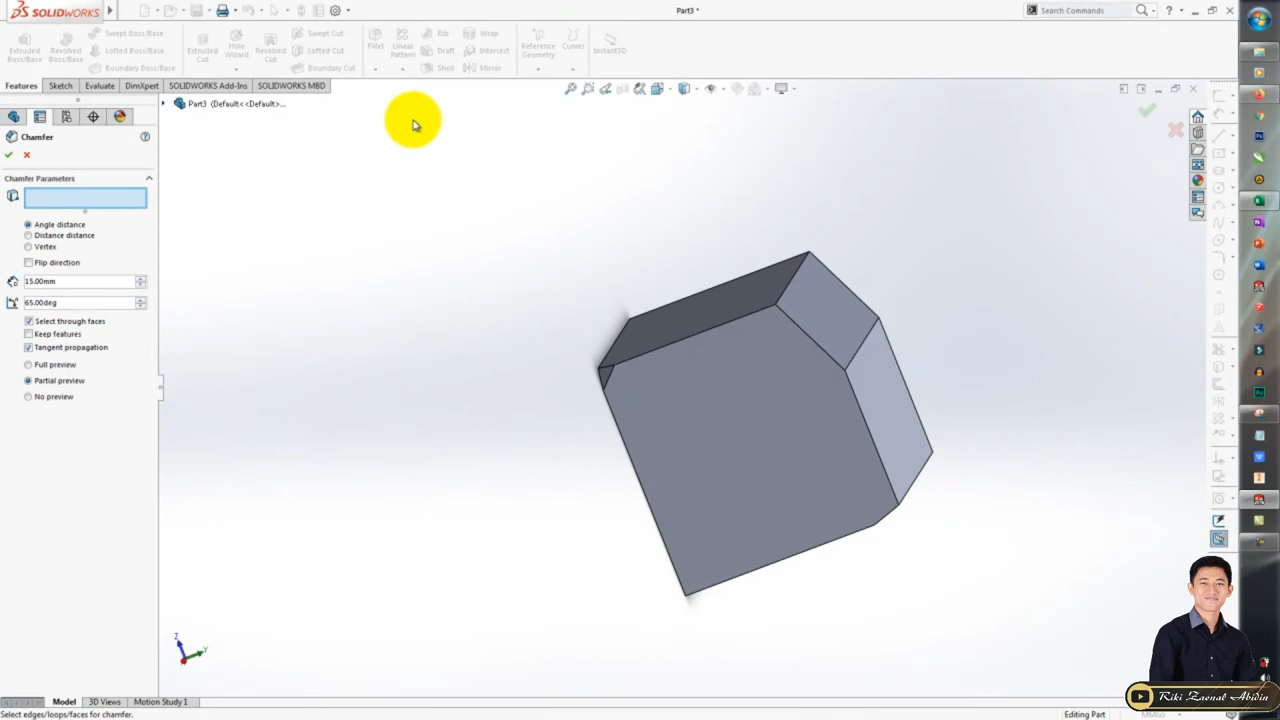 SOLIDWORKS
Part3 *
Search Commands
Extruded Boss/Base
Revolved Boss/Base
Swept Boss/Base
Lofted Boss/Base
Boundary Boss/Base
Extruded Cut
Hole Wizard
Revolved Cut
Swept Cut
Lofted Cut
Boundary Cut
Fillet
Linear Pattern
Rib
Draft
Shell
Wrap
Intersect
Mirror
Reference Geometry
Curves
Instant3D
Features
Sketch
Evaluate
DimXpert
SOLIDWORKS Add-Ins
SOLIDWORKS MBD
Part3 (Default<<Default>...
Chamfer
Chamfer Parameters
Angle distance
Distance distance
Vertex
Flip direction
15.00mm
65.00deg
Select through faces
Keep features
Tangent propagation
Full preview
Partial preview
No preview
Z
Y
Model
3D Views
Motion Study 1
Select edges/loops/faces for chamfer.
Editing Part
MMGS
Riki Zaenal Abidin